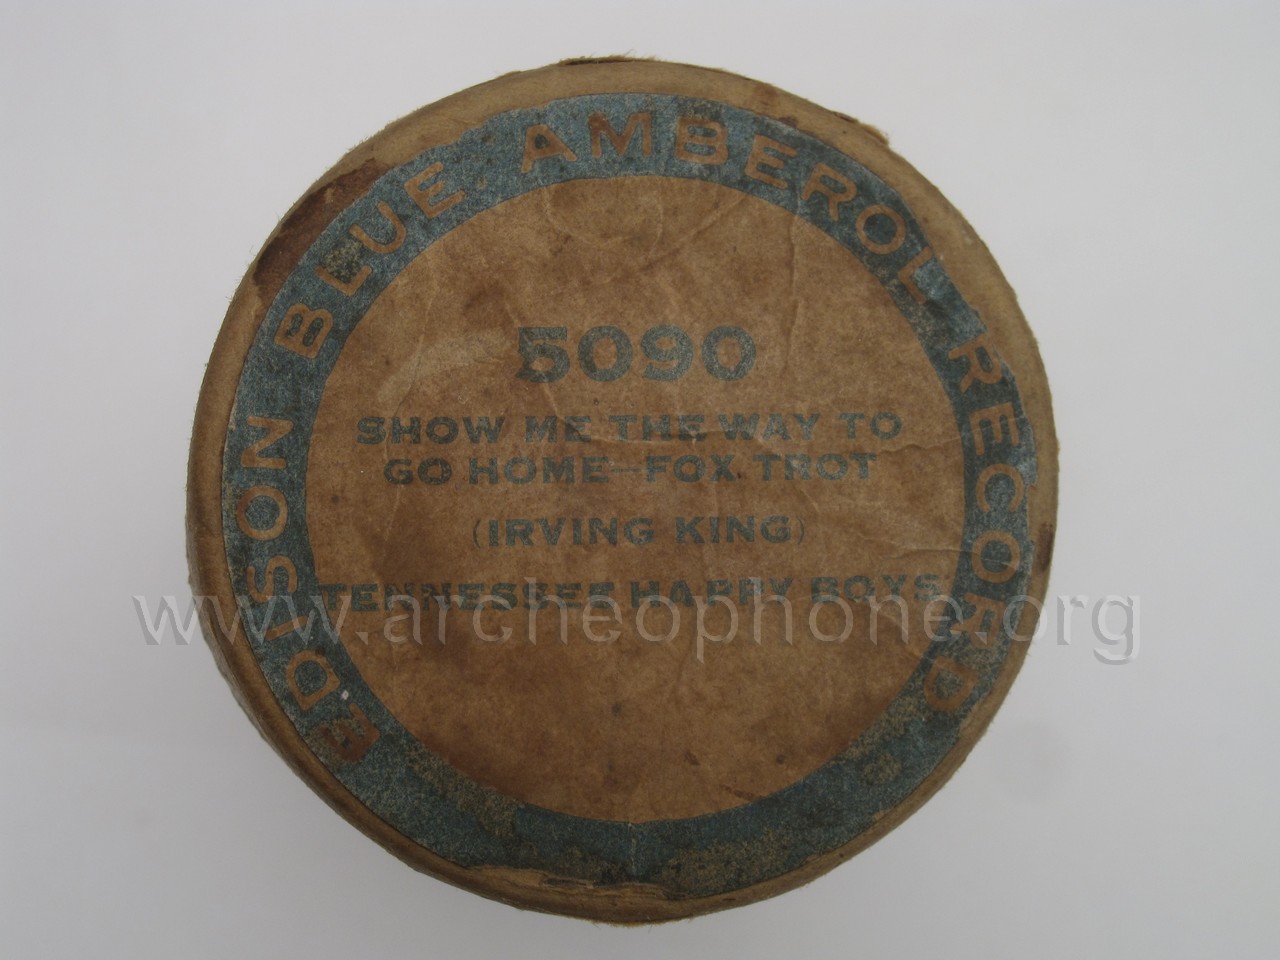 EDISON BLUE AMBEROL RECORD
5090
SHOW ME THE WAY TO
GO HOME—FOX TROT
(IRVING KING)
TENNESSEE HAPPY BOYS
www.archeophone.org